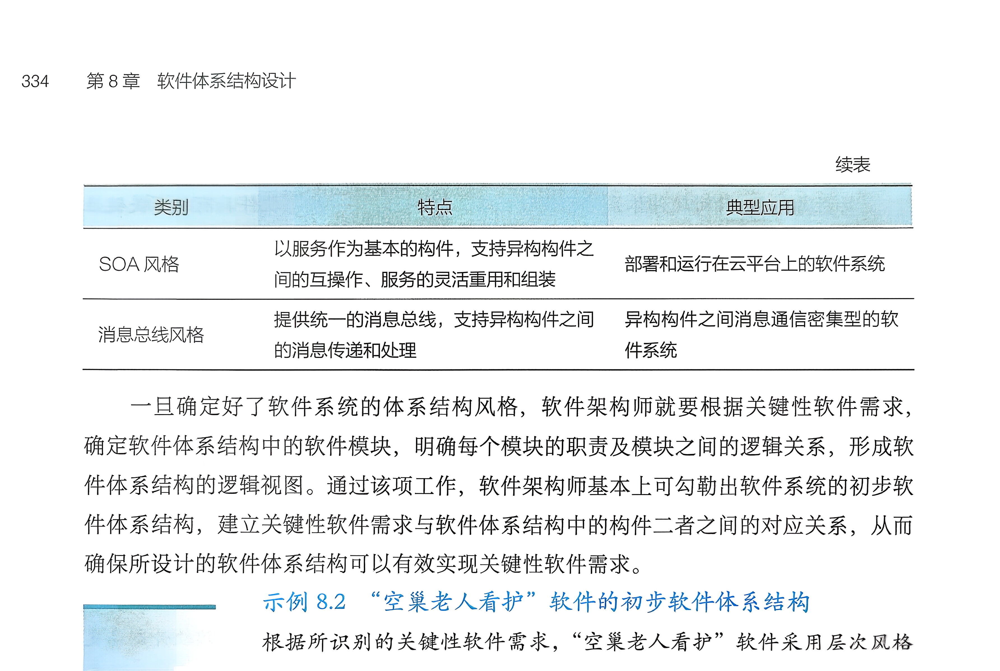 334 第 8 章 软件体系结构设计
续表
类别 特点 典型应用
SOA 风格
以服务作为基本的构件，支持异构构件之
间的互操作、服务的灵活重用和组装
部署和运行在云平台上的软件系统
消息总线风格
提供统一的消息总线，支持异构构件之间
的消息传递和处理
异构构件之间消息通信密集型的软
件系统
一旦确定好了软件系统的体系结构风格，软件架构师就要根据关键性软件需求，
确定软件体系结构中的软件模块，明确每个模块的职责及模块之间的逻辑关系，形成软
件体系结构的逻辑视图。通过该项工作，软件架构师基本上可勾勒出软件系统的初步软
件体系结构，建立关键性软件需求与软件体系结构中的构件二者之间的对应关系，从而
确保所设计的软件体系结构可以有效实现关键性软件需求。
示例 8.2 “空巢老人看护”软件的初步软件体系结构
根据所识别的关键性软件需求，“空巢老人看护”软件采用层次风格